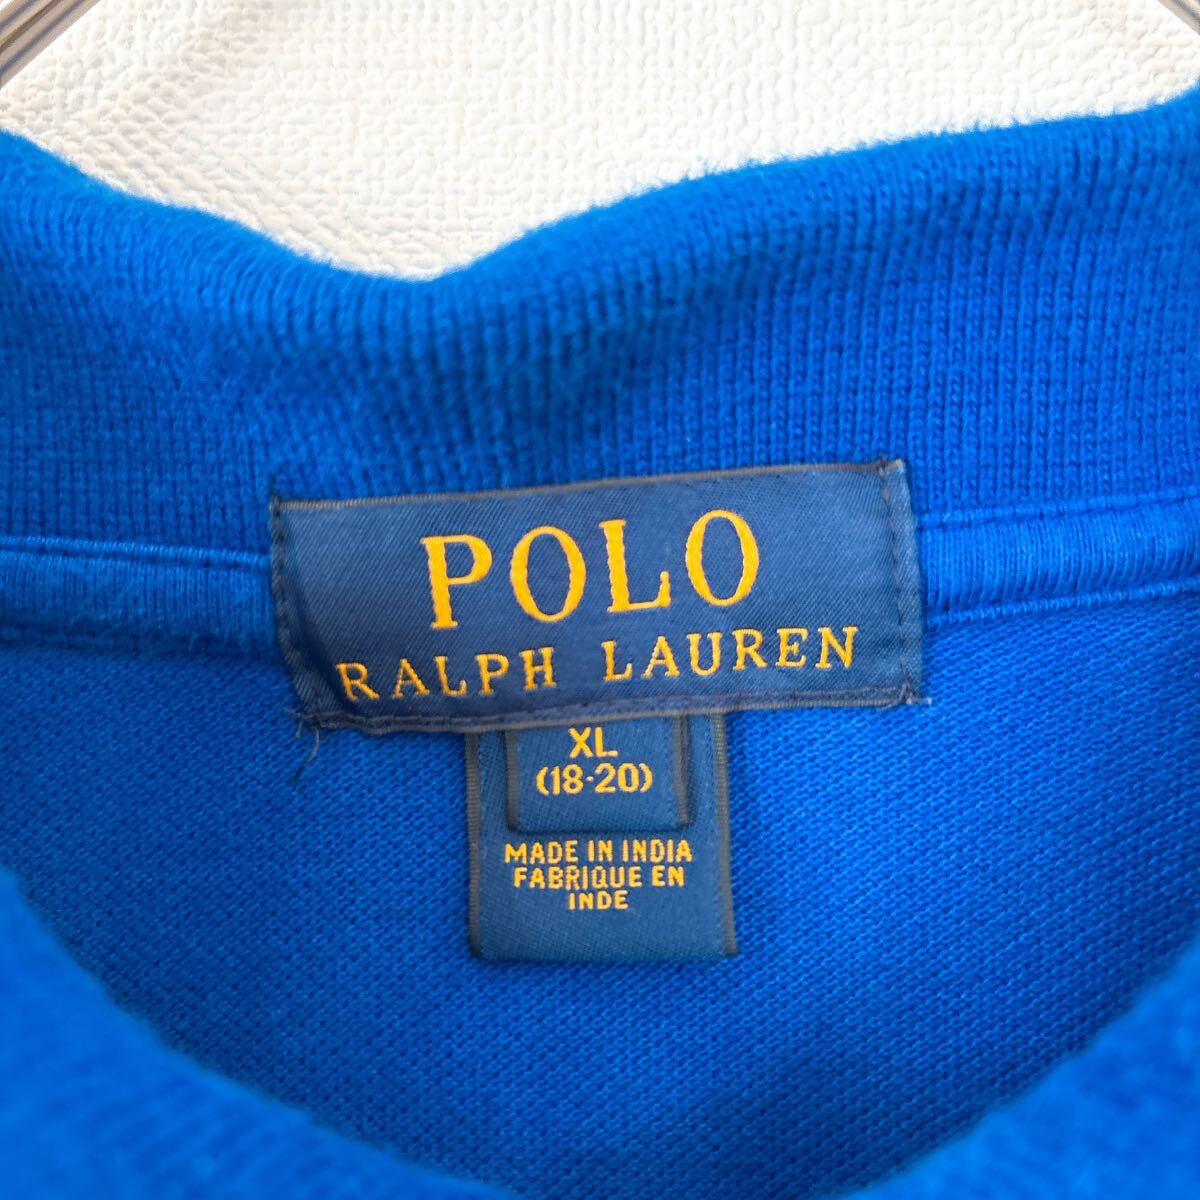 POLO
RALPH LAUREN
XL
(18-20)
MADE IN INDIA
FABRIQUE EN
INDE